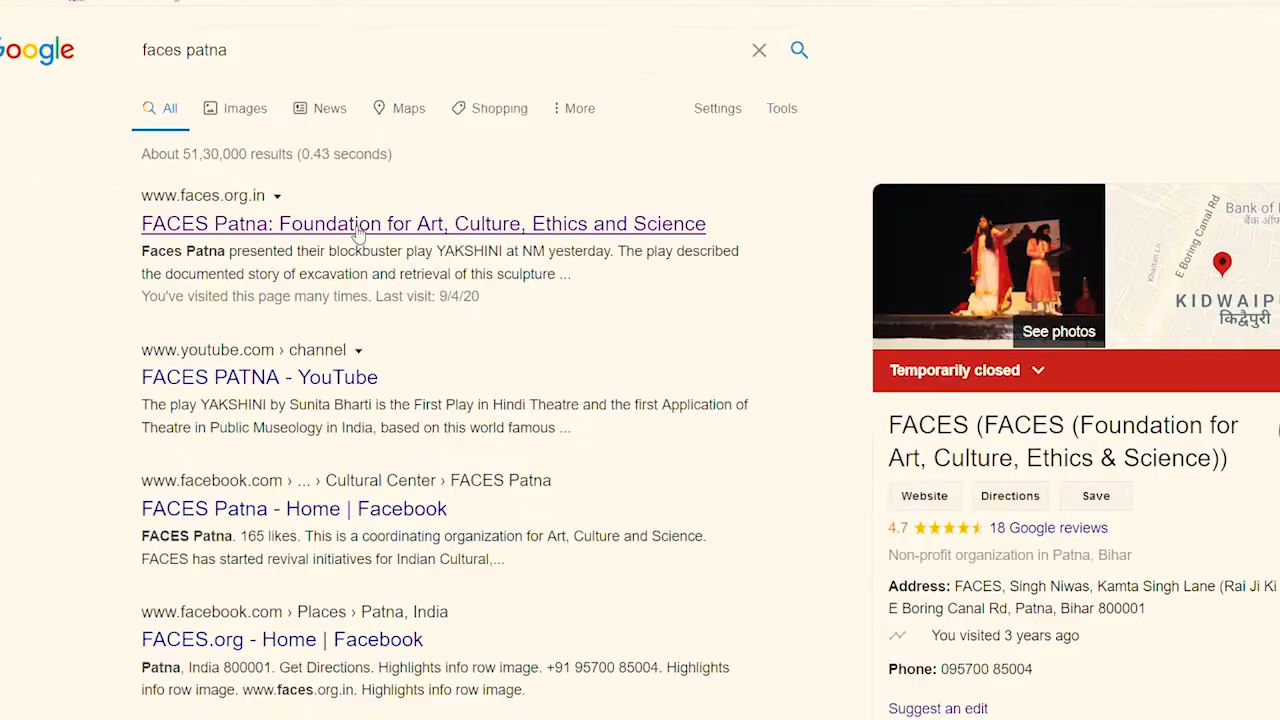 Google
faces patna
All Images News Maps Shopping More Settings Tools
About 51,30,000 results (0.43 seconds)
www.faces.org.in
FACES Patna: Foundation for Art, Culture, Ethics and Science
Faces Patna presented their blockbuster play YAKSHINI at NM yesterday. The play described
the documented story of excavation and retrieval of this sculpture ...
You've visited this page many times. Last visit: 9/4/20
www.youtube.com › channel
FACES PATNA - YouTube
The play YAKSHINI by Sunita Bharti is the First Play in Hindi Theatre and the first Application of
Theatre in Public Museology in India, based on this world famous ...
www.facebook.com › ... › Cultural Center › FACES Patna
FACES Patna - Home | Facebook
FACES Patna. 165 likes. This is a coordinating organization for Art, Culture and Science.
FACES has started revival initiatives for Indian Cultural,...
www.facebook.com › Places › Patna, India
FACES.org - Home | Facebook
Patna, India 800001. Get Directions. Highlights info row image. +91 95700 85004. Highlights
info row image. www.faces.org.in. Highlights info row image.
See photos
Khaitan Ln
E Boring Canal Rd
Bank of
बैंक
KIDWAIP
किदवईपुरी
Temporarily closed
FACES (FACES (Foundation for
Art, Culture, Ethics & Science))
Website Directions Save
4.7 18 Google reviews
Non-profit organization in Patna, Bihar
Address: FACES, Singh Niwas, Kamta Singh Lane (Rai Ji Ki
E Boring Canal Rd, Patna, Bihar 800001
You visited 3 years ago
Phone: 095700 85004
Suggest an edit